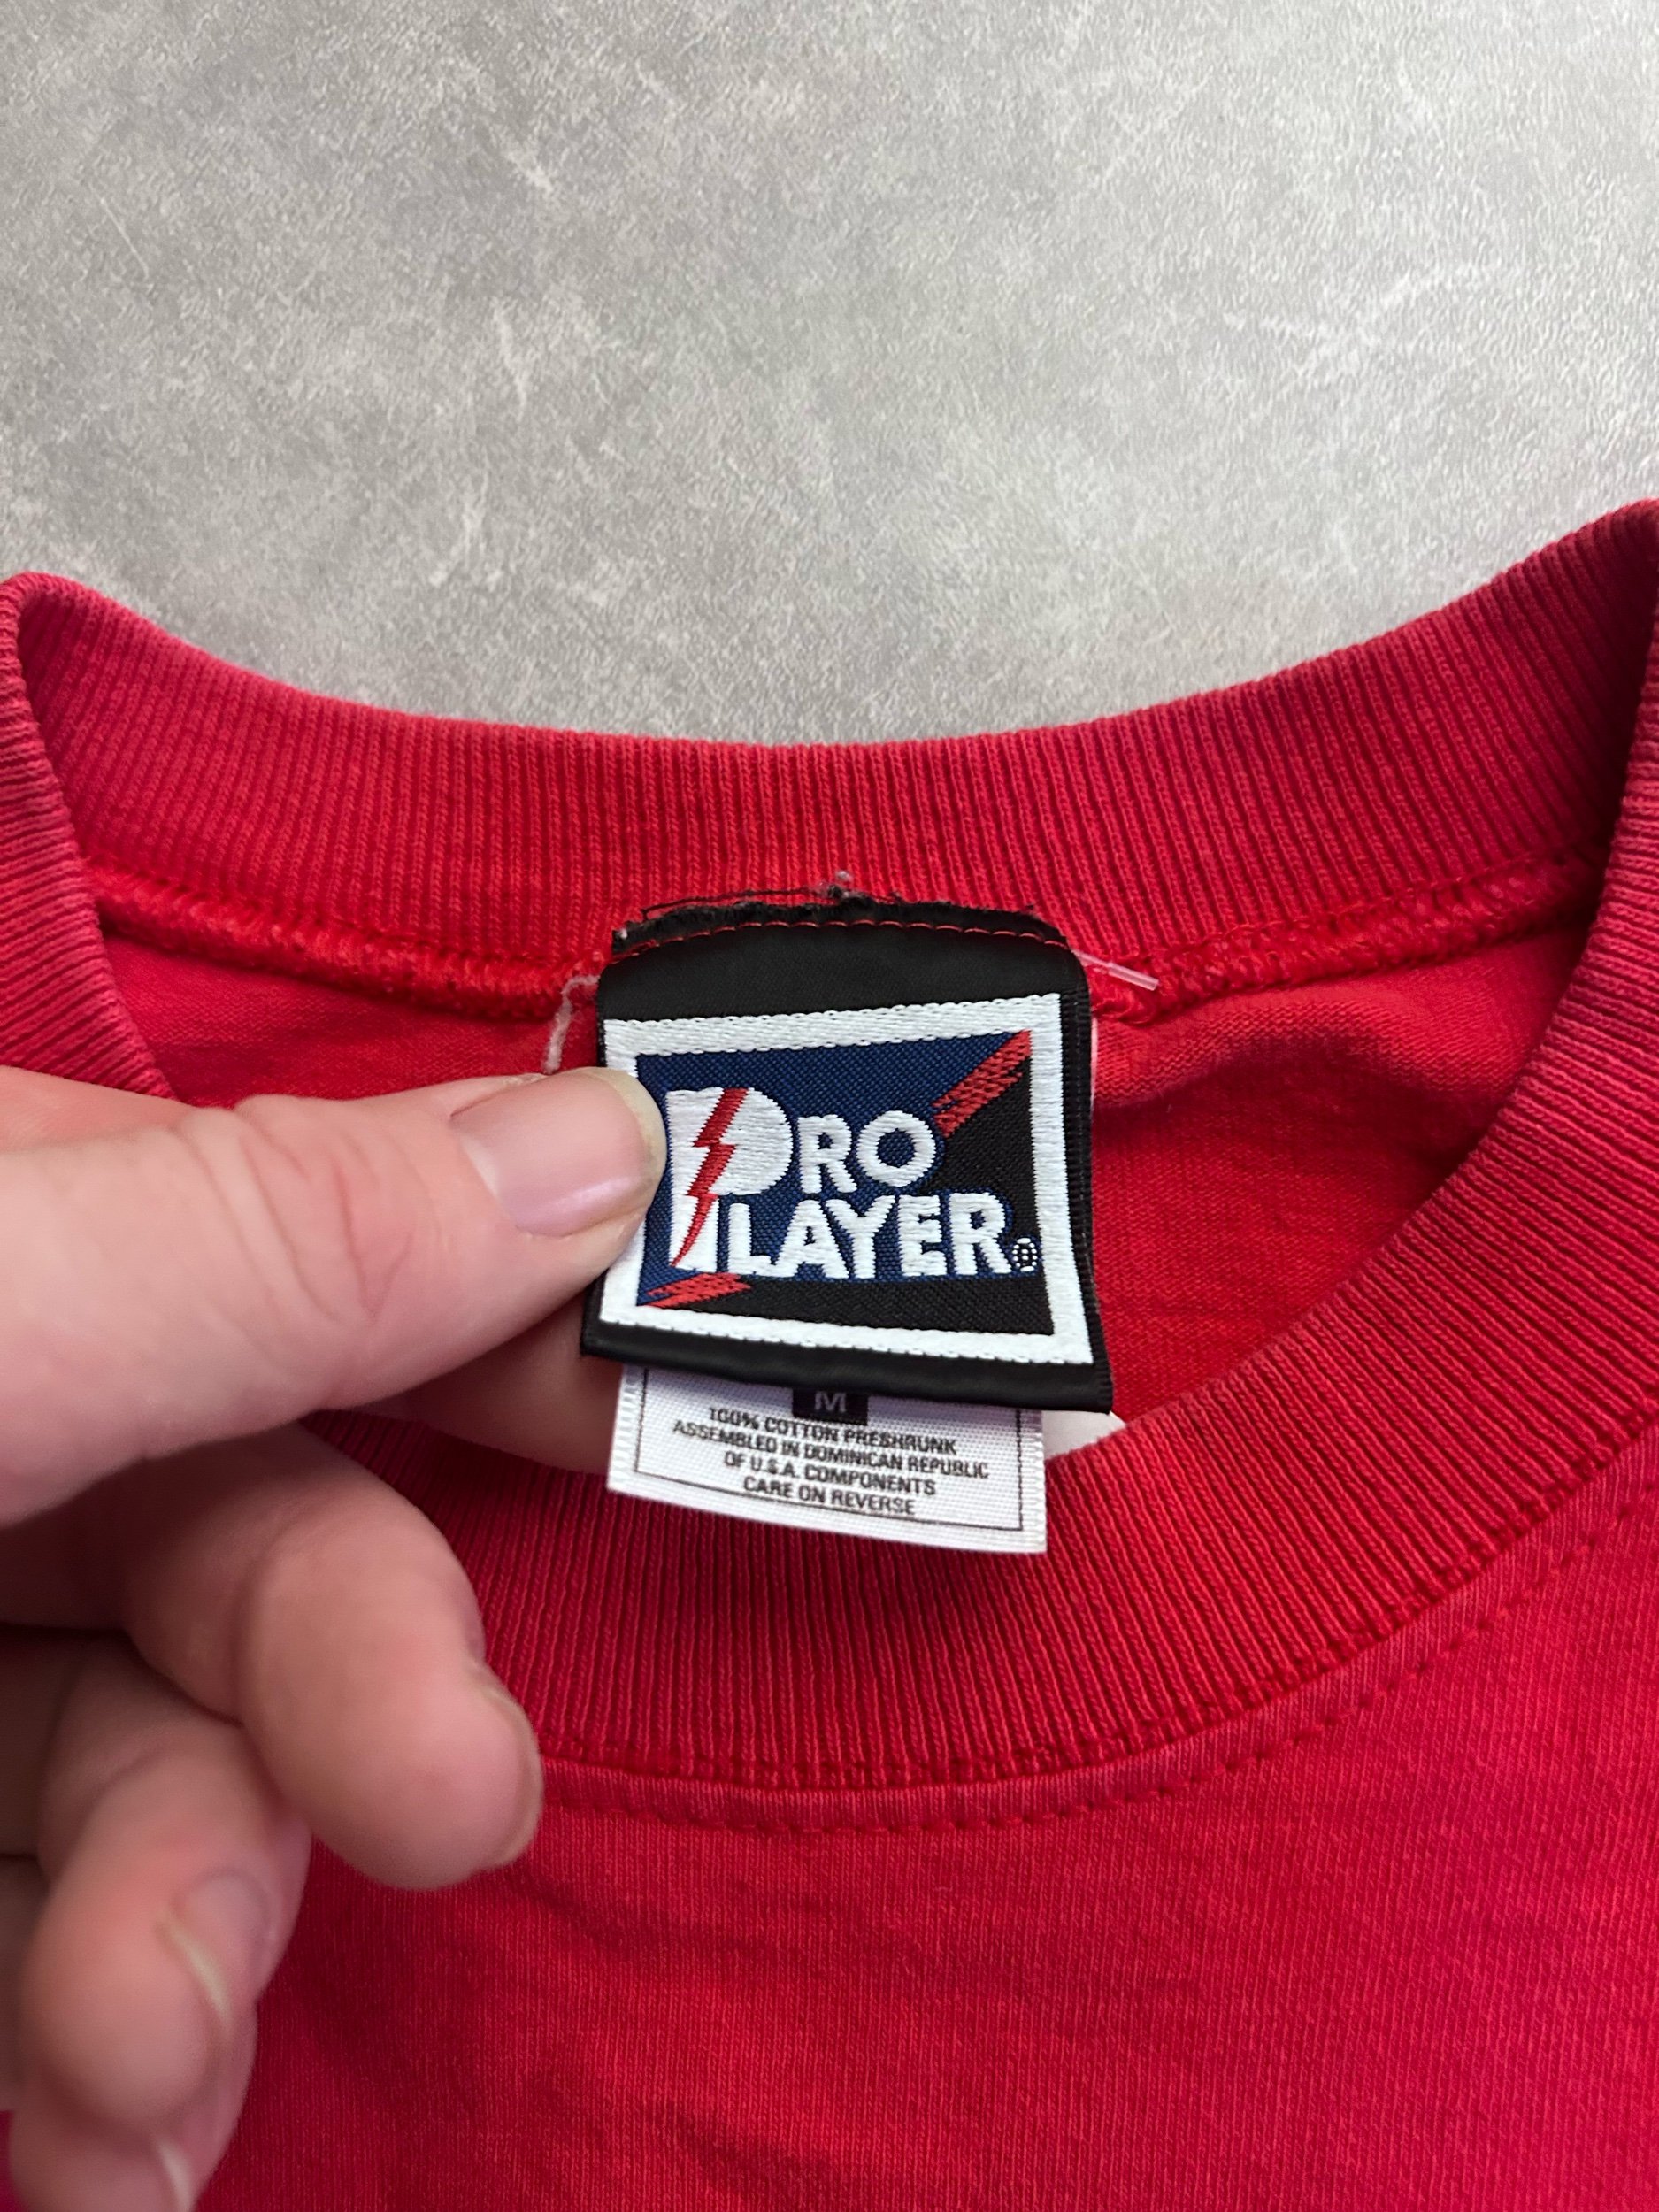 PRO
PLAYER®
M
100% COTTON PRESHRUNK
ASSEMBLED IN DOMINICAN REPUBLIC
OF U.S.A. COMPONENTS
CARE ON REVERSE